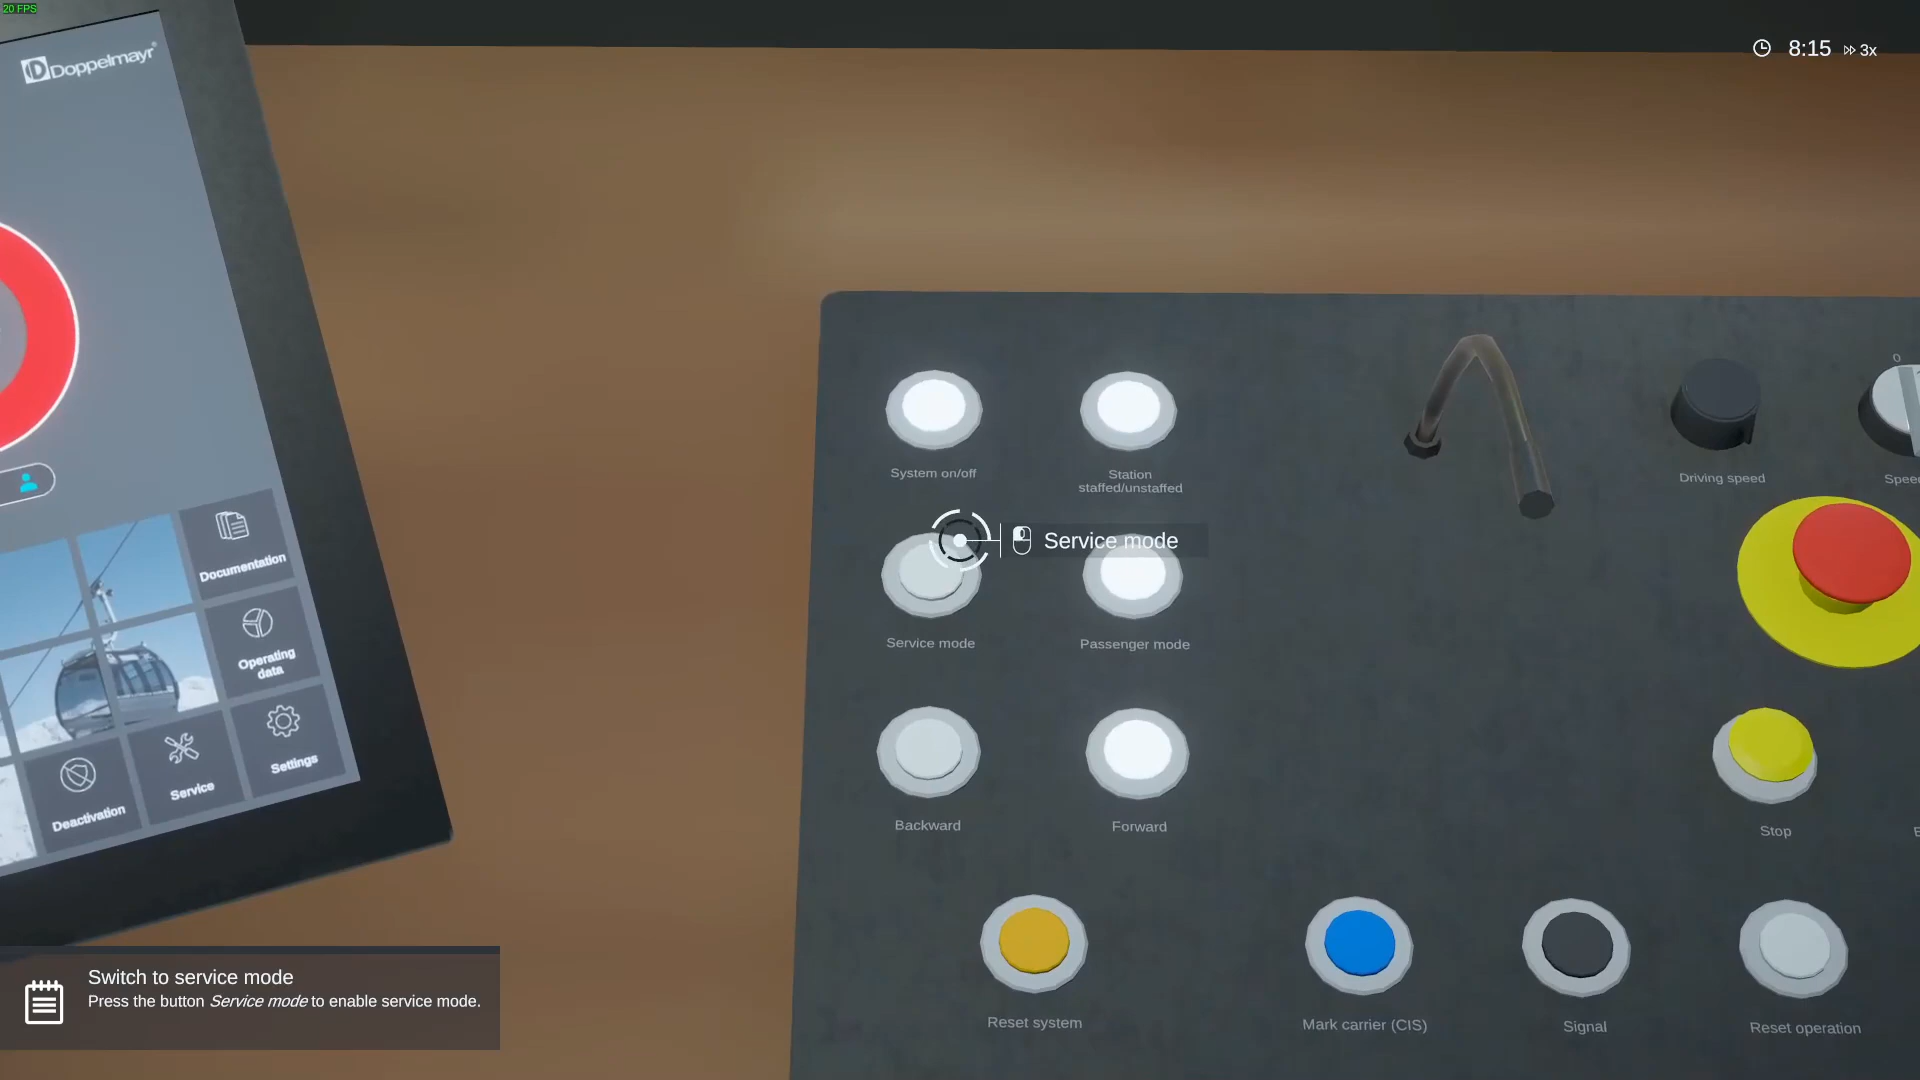 20 FPS
Doppelmayr
8:15
3x
System on/off
Station
staffed/unstaffed
0
Driving speed
Service mode
Service mode
Passenger mode
Documentation
Operating
data
Settings
Service
Deactivation
Backward
Forward
Stop
Switch to service mode
Press the button Service mode to enable service mode.
Reset system
Mark carrier (CIS)
Signal
Reset operation